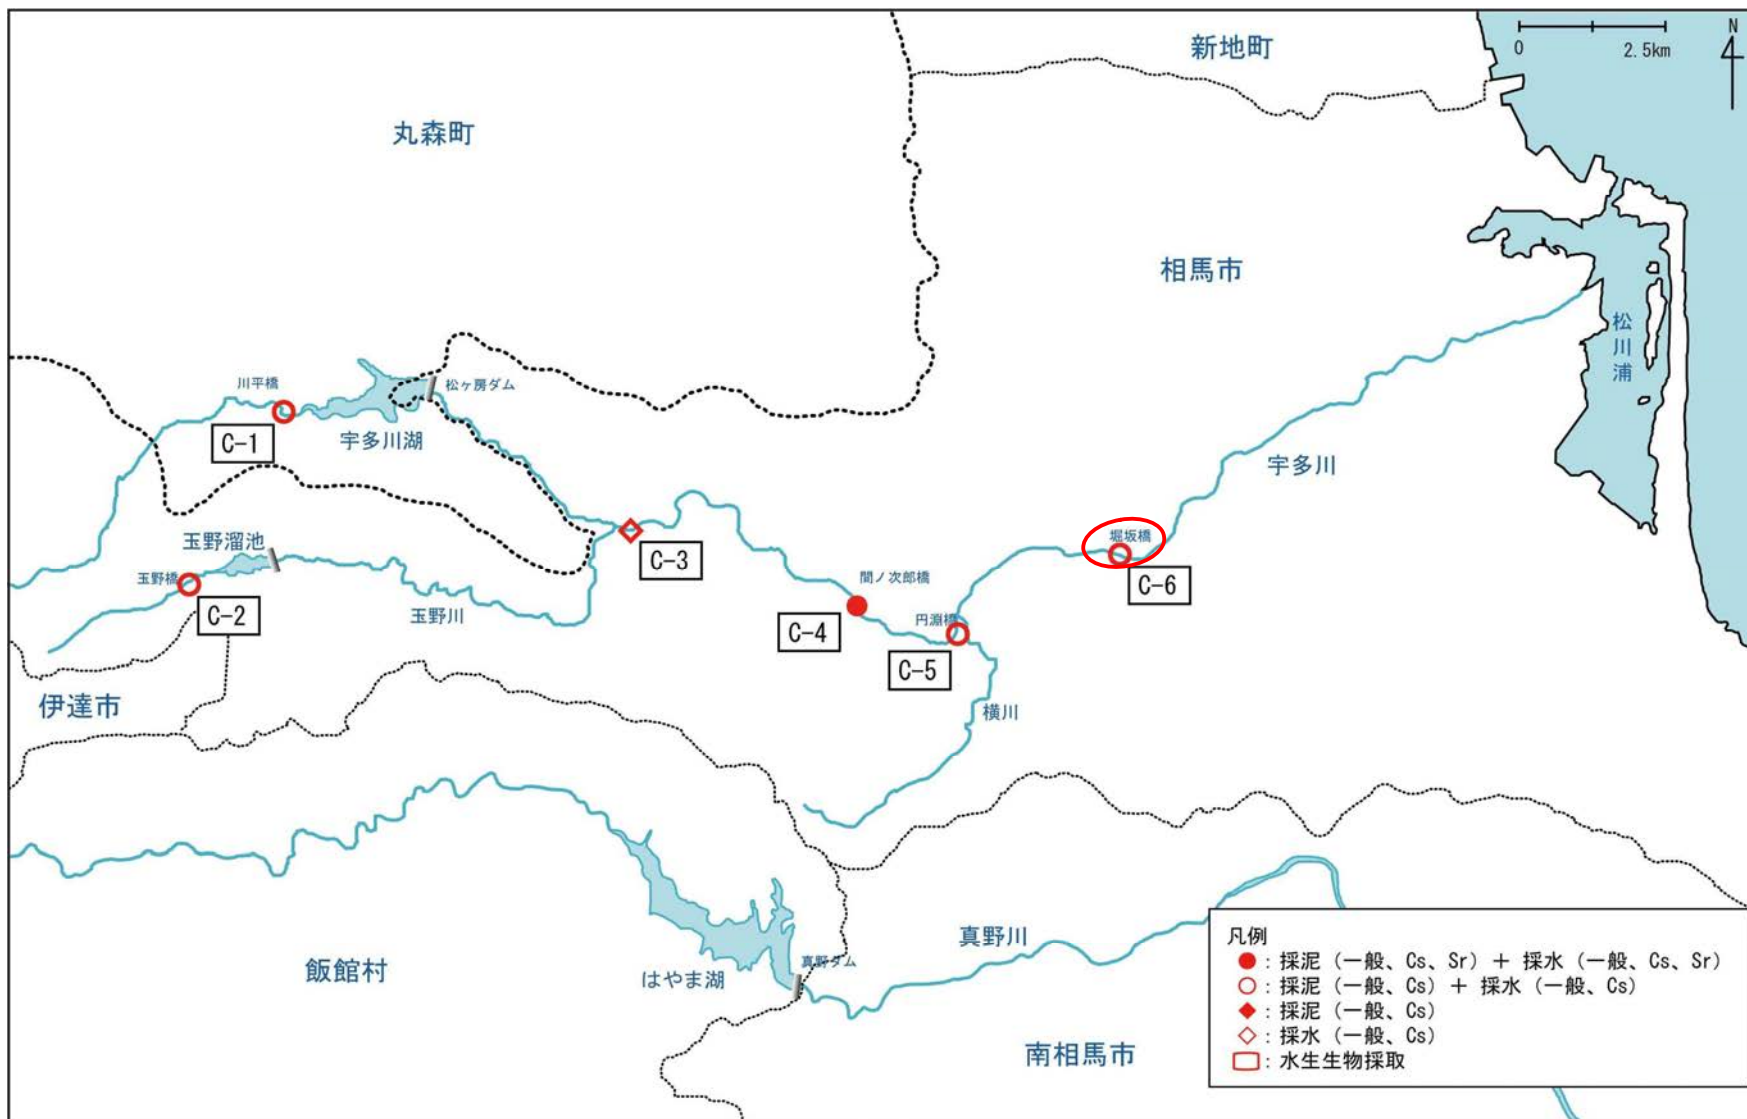 新地町
0
2.5km
N
丸森町
相馬市
松川浦
川平橋
松ヶ房ダム
C-1
宇多川湖
宇多川
玉野溜池
堀坂橋
C-3
玉野橋
間ノ次郎橋
C-6
C-2
玉野川
C-4
円淵橋
C-5
伊達市
横川
真野川
飯館村
はやま湖
真野ダム
南相馬市
凡例
●：採泥（一般、Cs、Sr）＋ 採水（一般、Cs、Sr）
○：採泥（一般、Cs）＋ 採水（一般、Cs）
◆：採泥（一般、Cs）
◇：採水（一般、Cs）
：水生生物採取